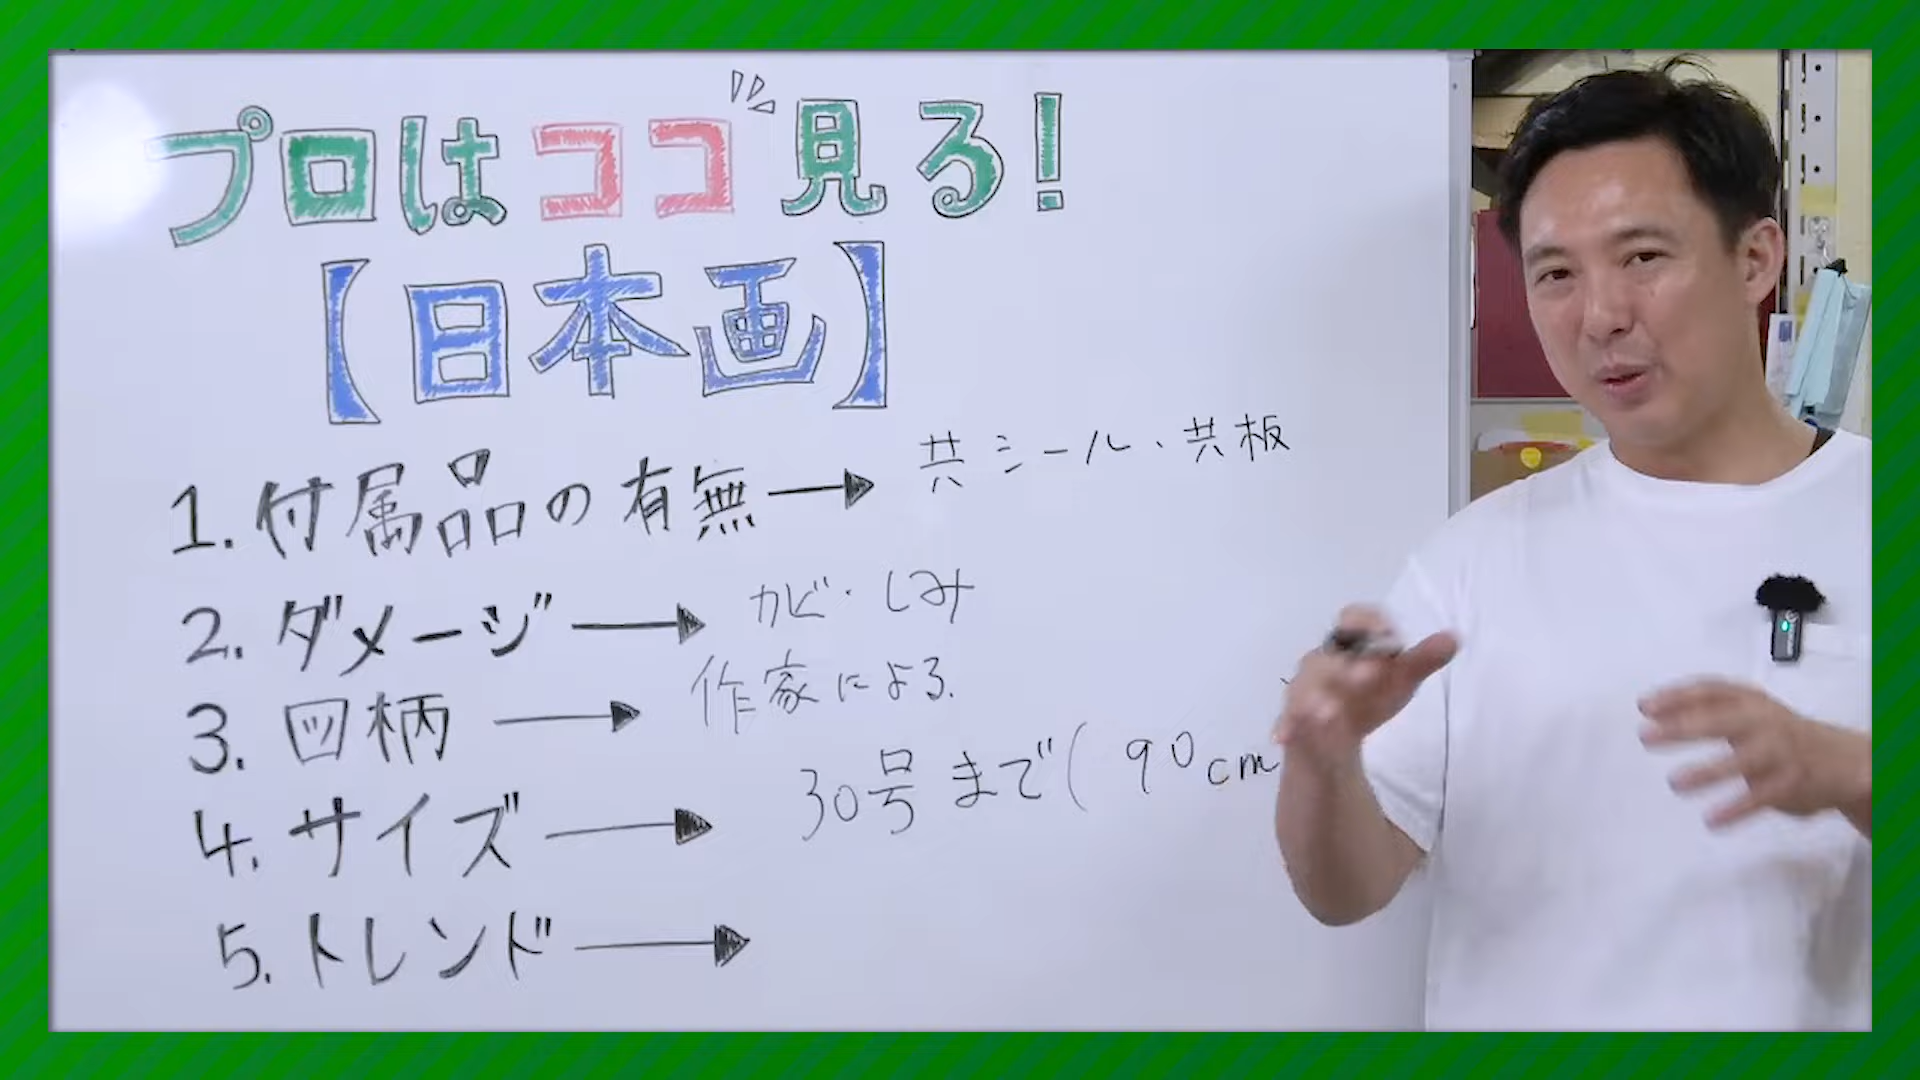 プロはココ見る!
【日本画】
1. 付属品の有無 → 共シール・共板
2. ダメージ → カビ・しみ
3. 図柄 → 作家による.
4. サイズ → 30号まで( 90cm
5. トレンド →